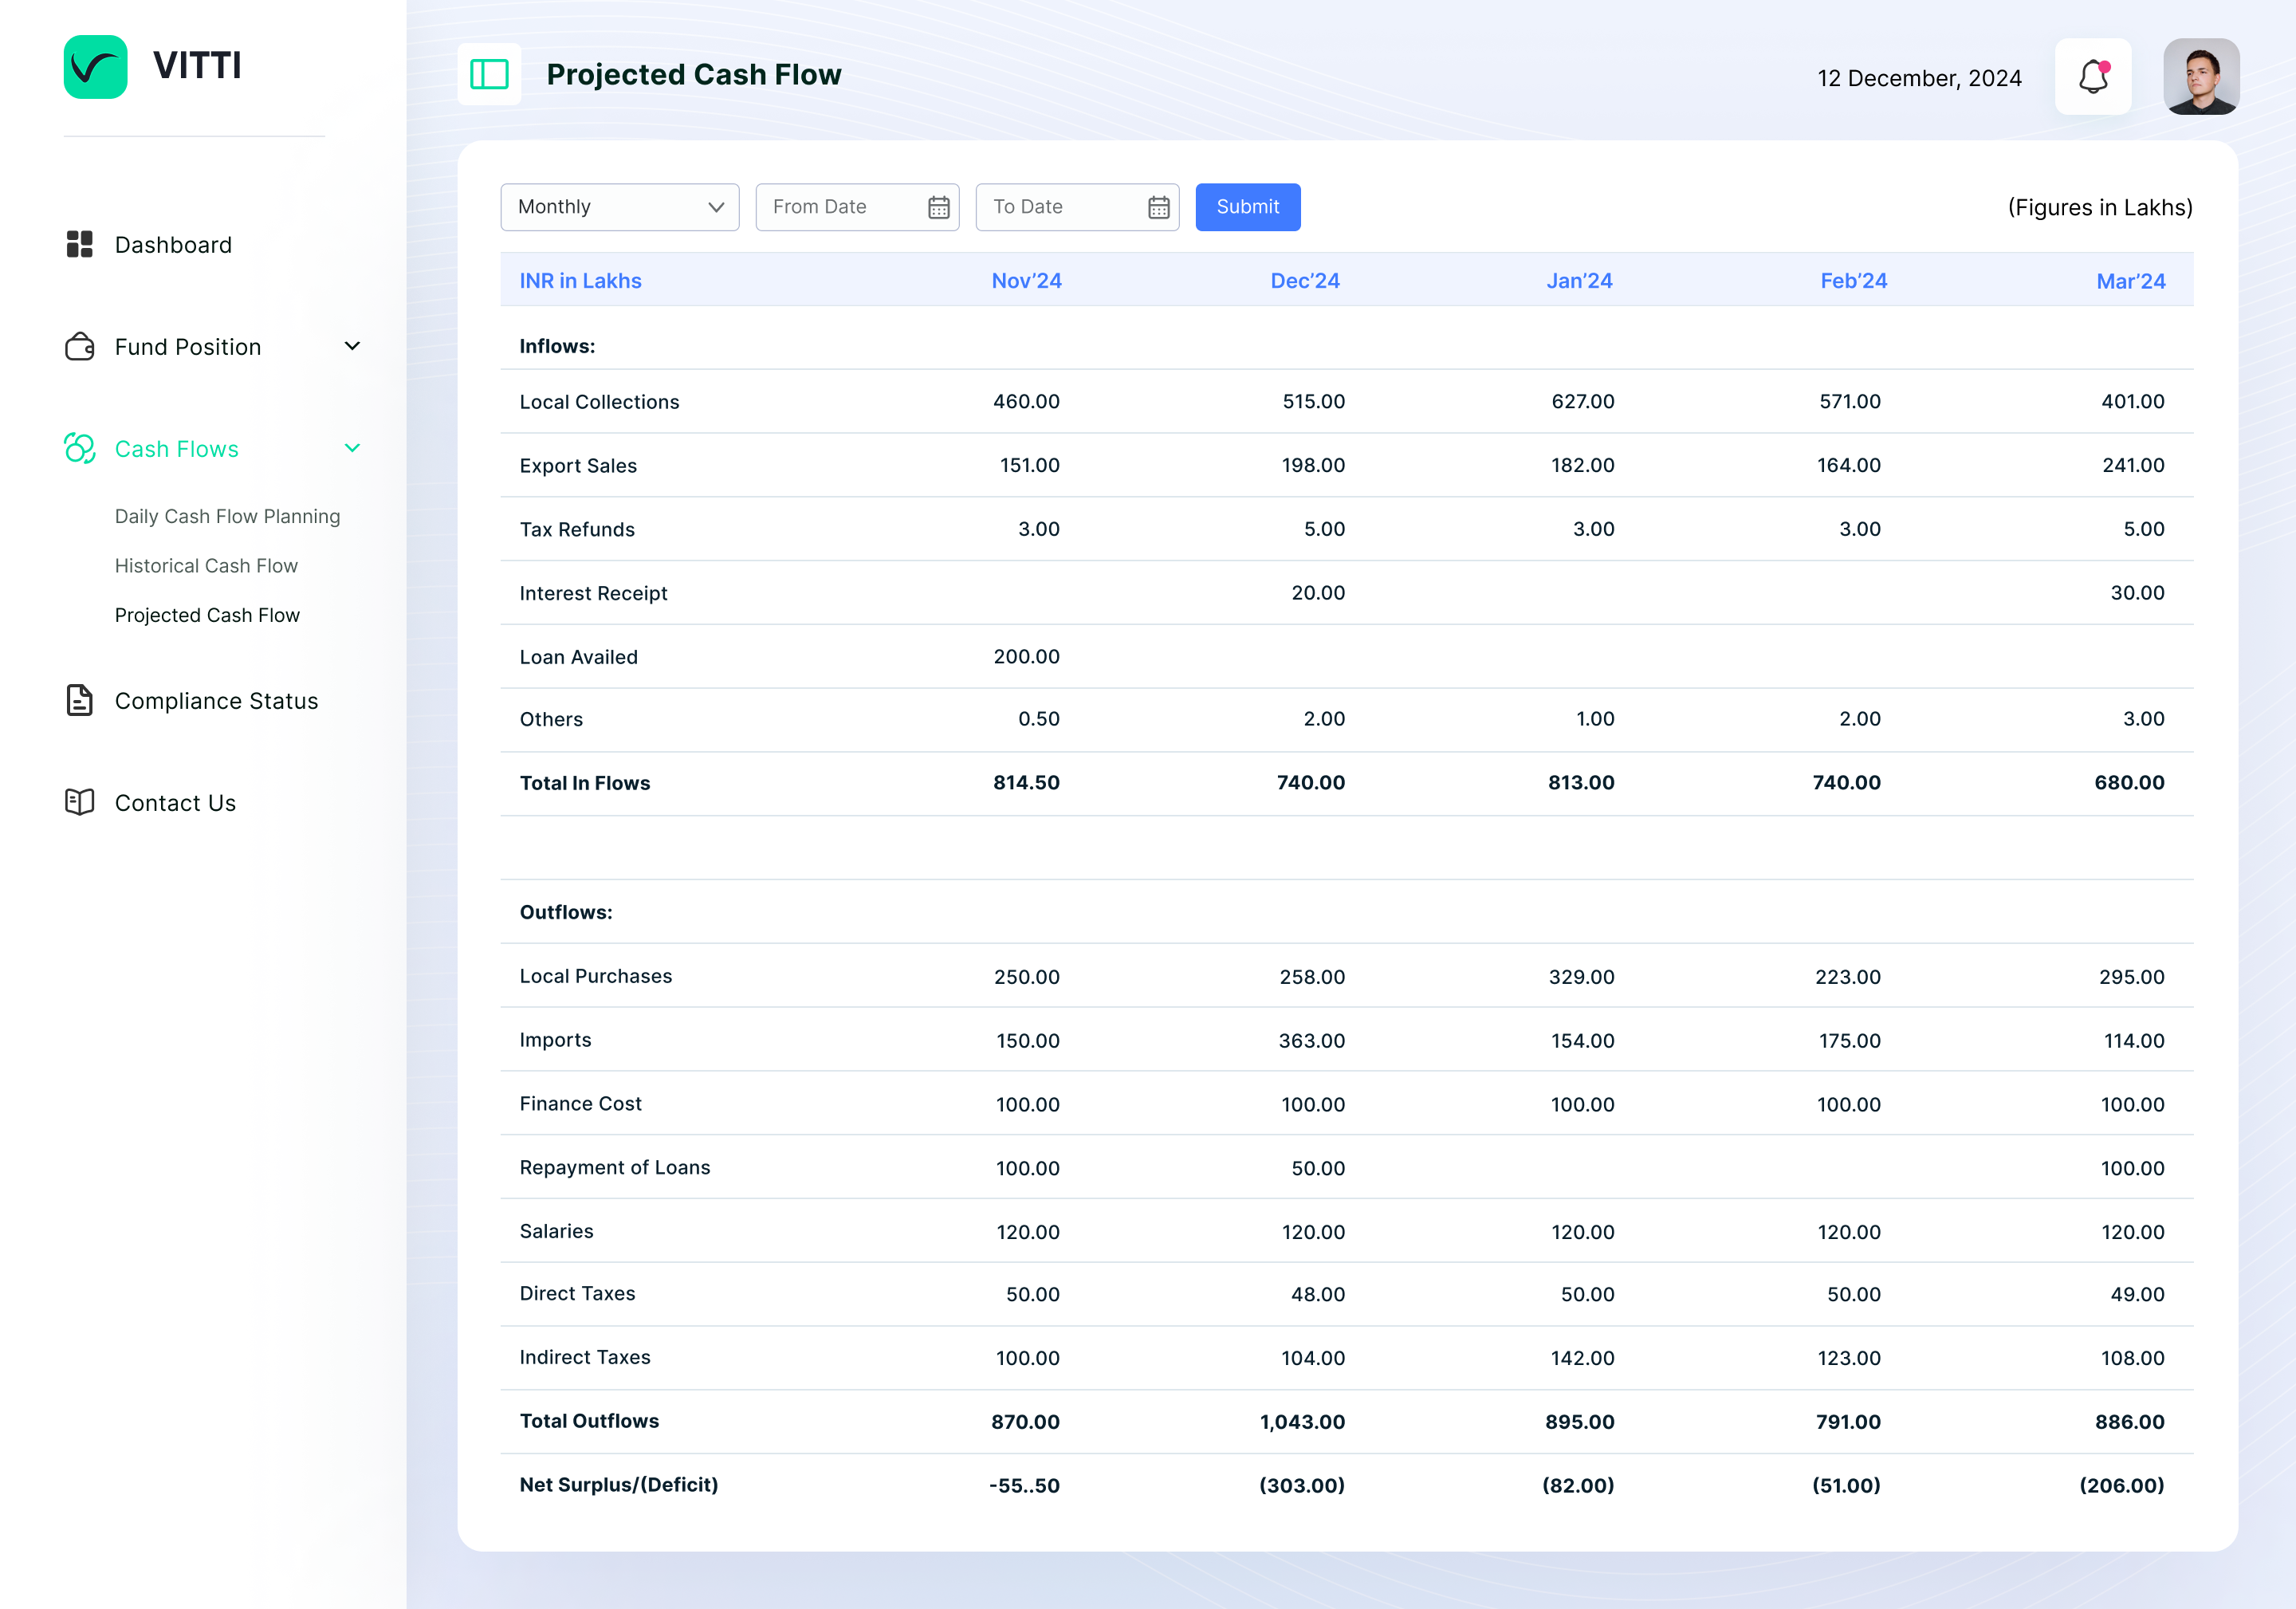 VITTI
Dashboard
Fund Position
Cash Flows
Daily Cash Flow Planning
Historical Cash Flow
Projected Cash Flow
Compliance Status
Contact Us
Projected Cash Flow
12 December, 2024
Monthly From Date To Date Submit (Figures in Lakhs)
INR in Lakhs Nov’24 Dec’24 Jan’24 Feb’24 Mar’24
Inflows:
Local Collections 460.00 515.00 627.00 571.00 401.00
Export Sales 151.00 198.00 182.00 164.00 241.00
Tax Refunds 3.00 5.00 3.00 3.00 5.00
Interest Receipt 20.00 30.00
Loan Availed 200.00
Others 0.50 2.00 1.00 2.00 3.00
Total In Flows 814.50 740.00 813.00 740.00 680.00
Outflows:
Local Purchases 250.00 258.00 329.00 223.00 295.00
Imports 150.00 363.00 154.00 175.00 114.00
Finance Cost 100.00 100.00 100.00 100.00 100.00
Repayment of Loans 100.00 50.00 100.00
Salaries 120.00 120.00 120.00 120.00 120.00
Direct Taxes 50.00 48.00 50.00 50.00 49.00
Indirect Taxes 100.00 104.00 142.00 123.00 108.00
Total Outflows 870.00 1,043.00 895.00 791.00 886.00
Net Surplus/(Deficit) -55..50 (303.00) (82.00) (51.00) (206.00)